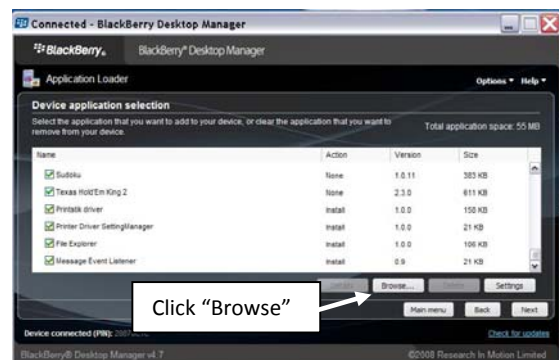 Connected - BlackBerry Desktop Manager
BlackBerry® BlackBerry® Desktop Manager
Application Loader Options Help
Device application selection
Select the application that you want to add to your device, or clear the application that you want to
remove from your device.
Total application space: 55 MB
Name Action Version Size
Sudoku None 1.0.11 383 KB
Texas Hold'Em King 2 None 2.3.0 611 KB
Printatik driver Install 1.0.0 158 KB
Printer Driver SettingManager Install 1.0.0 21 KB
File Explorer Install 1.0.0 106 KB
Message Event Listener Install 0.9 21 KB
Details Browse... Delete Settings
Click "Browse"
Main menu Back Next
Device connected (PIN): Check for updates
BlackBerry® Desktop Manager v4.7 ©2008 Research In Motion Limited